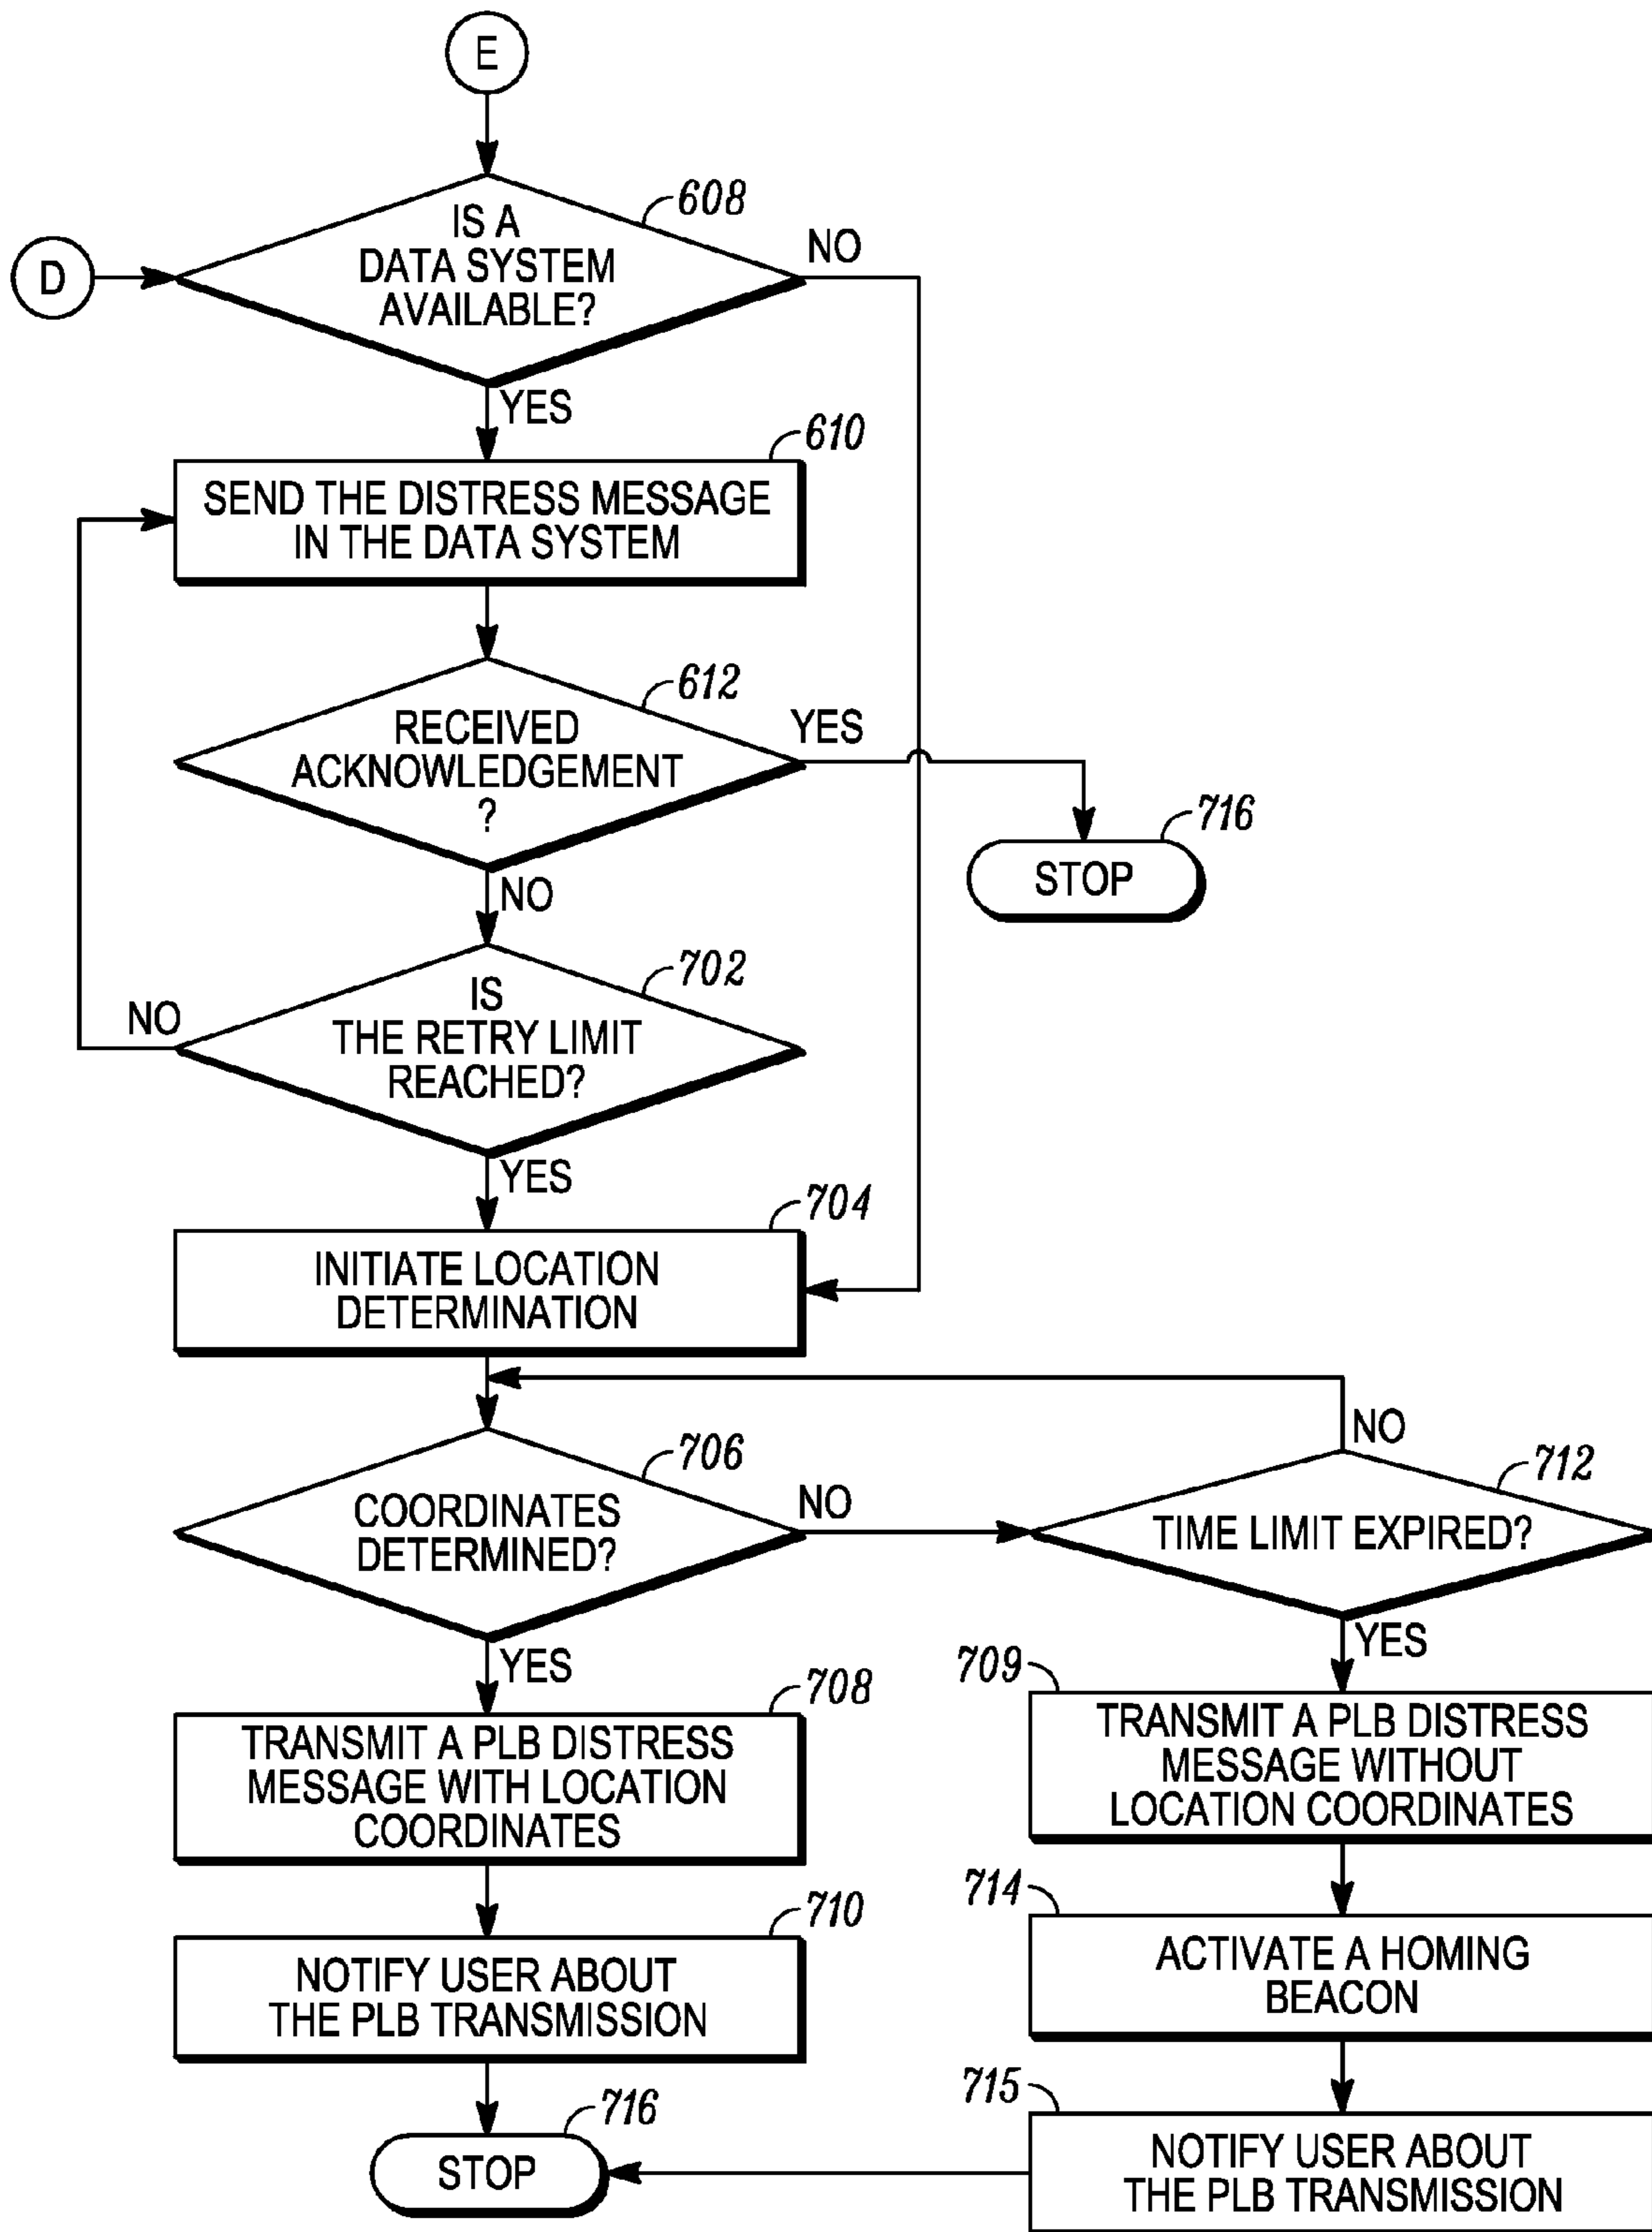 E
D
608
IS A
DATA SYSTEM
AVAILABLE?
NO
YES
610
SEND THE DISTRESS MESSAGE
IN THE DATA SYSTEM
612
RECEIVED
ACKNOWLEDGEMENT
?
YES
716
STOP
NO
702
IS
THE RETRY LIMIT
REACHED?
NO
YES
704
INITIATE LOCATION
DETERMINATION
706
COORDINATES
DETERMINED?
NO
NO
712
TIME LIMIT EXPIRED?
YES
YES
708
TRANSMIT A PLB DISTRESS
MESSAGE WITH LOCATION
COORDINATES
709
TRANSMIT A PLB DISTRESS
MESSAGE WITHOUT
LOCATION COORDINATES
710
NOTIFY USER ABOUT
THE PLB TRANSMISSION
714
ACTIVATE A HOMING
BEACON
716
STOP
715
NOTIFY USER ABOUT
THE PLB TRANSMISSION